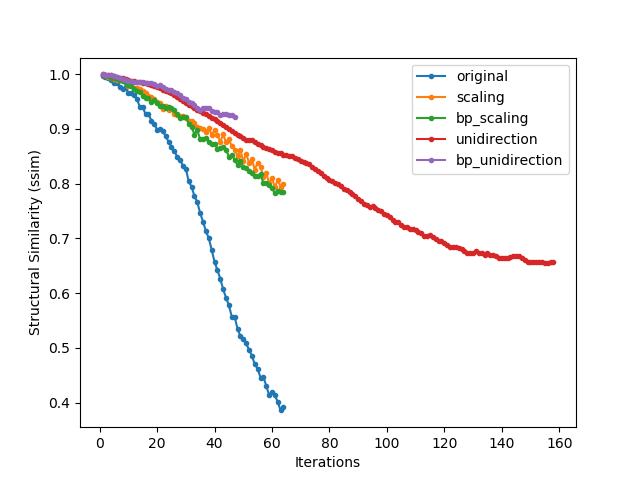 original
scaling
bp_scaling
unidirection
bp_unidirection
1.0
0.9
0.8
0.7
0.6
0.5
0.4
Structural Similarity (ssim)
0 20 40 60 80 100 120 140 160
Iterations